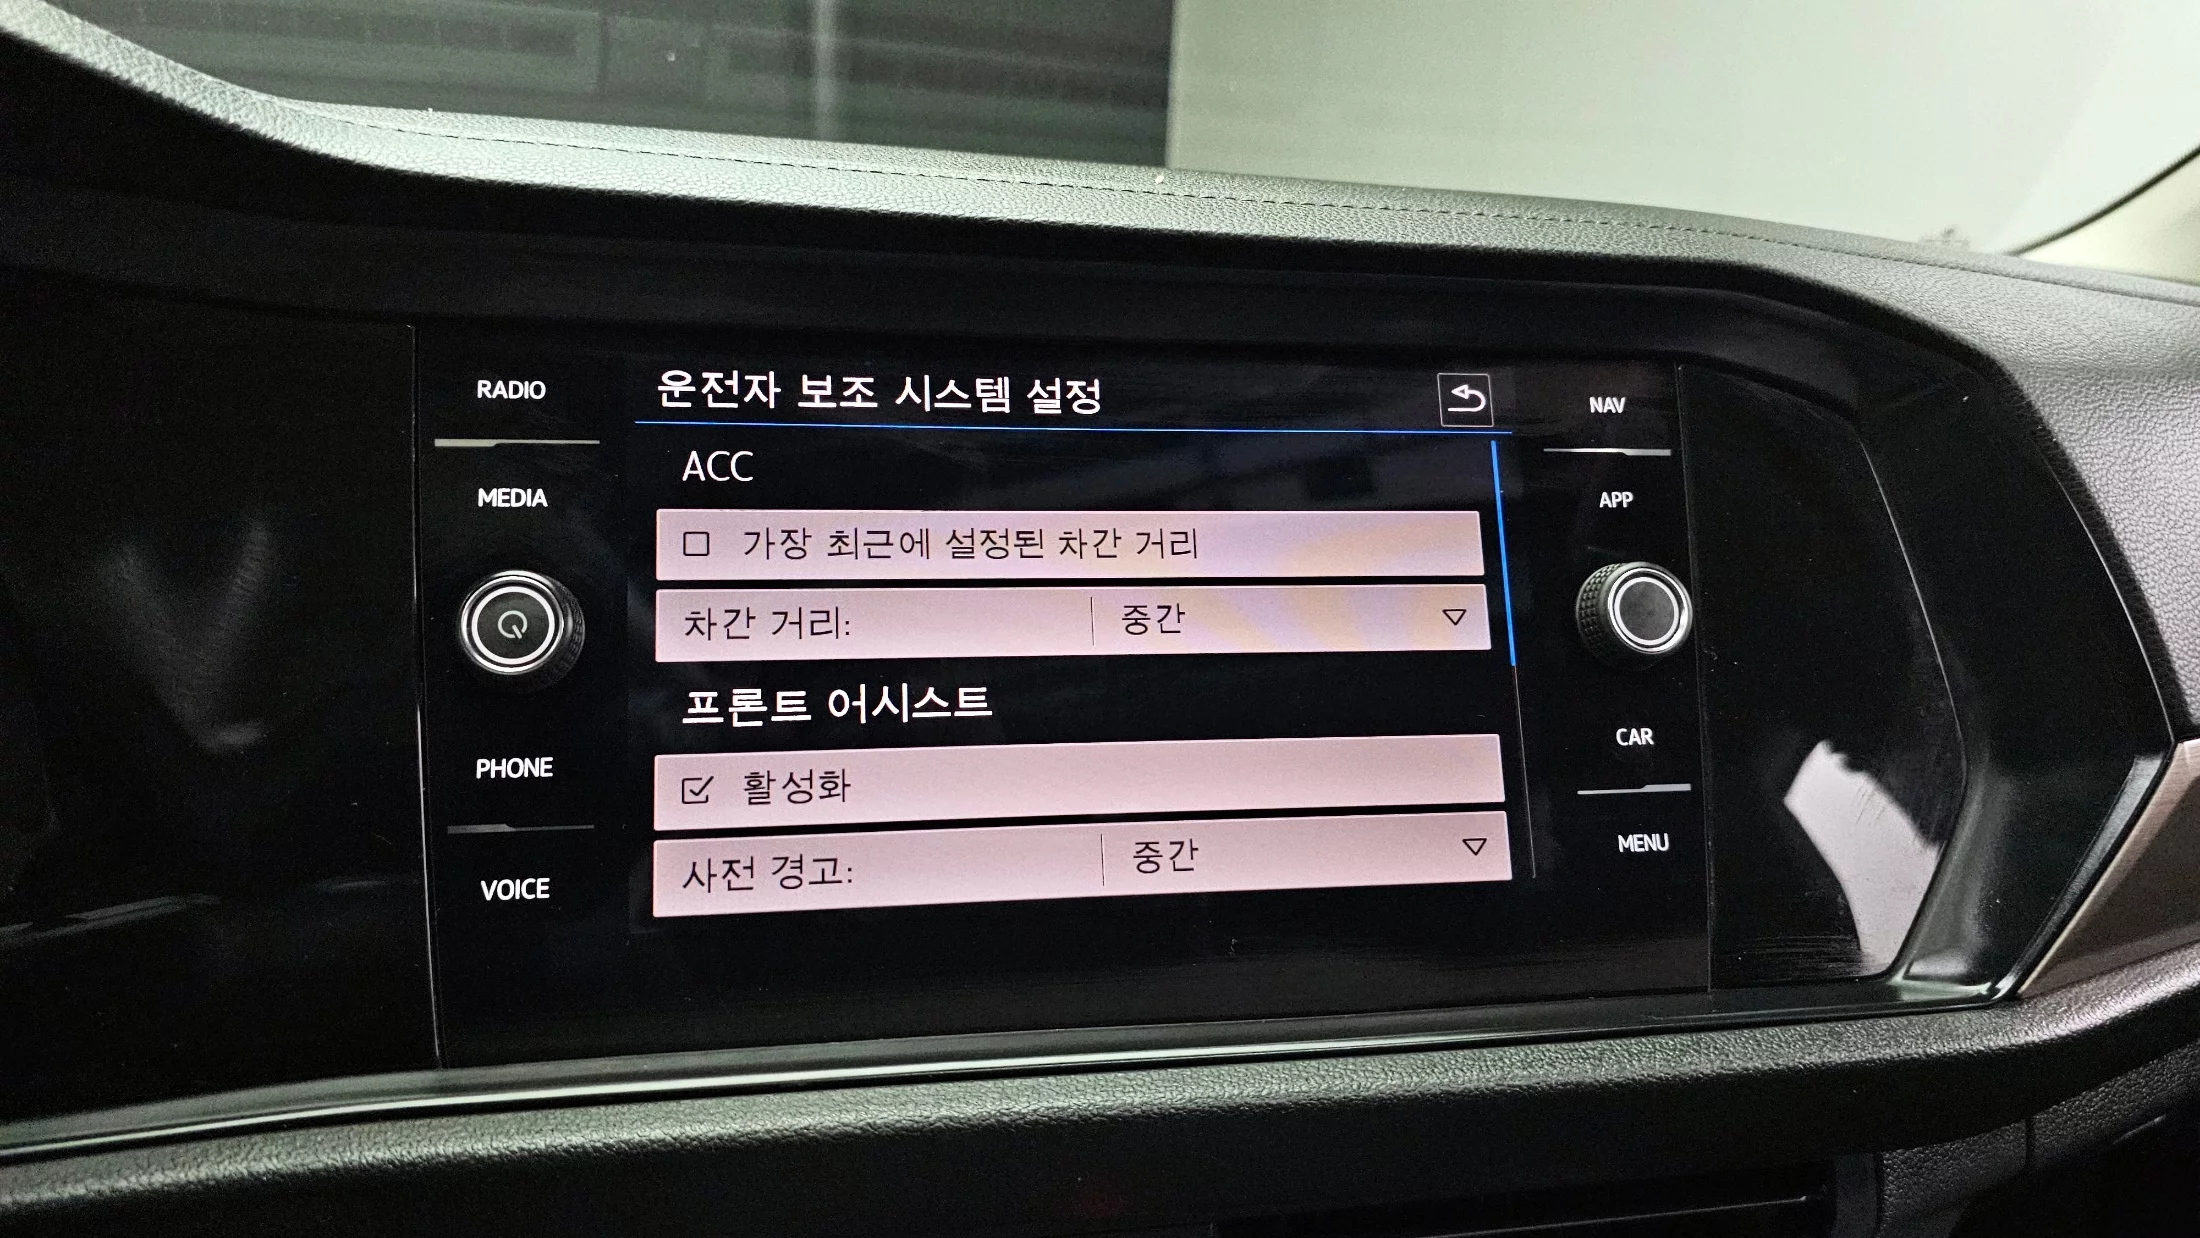 RADIO
MEDIA
PHONE
VOICE
운전자 보조 시스템 설정
ACC
가장 최근에 설정된 차간 거리
차간 거리: 중간
프론트 어시스트
활성화
사전 경고: 중간
NAV
APP
CAR
MENU